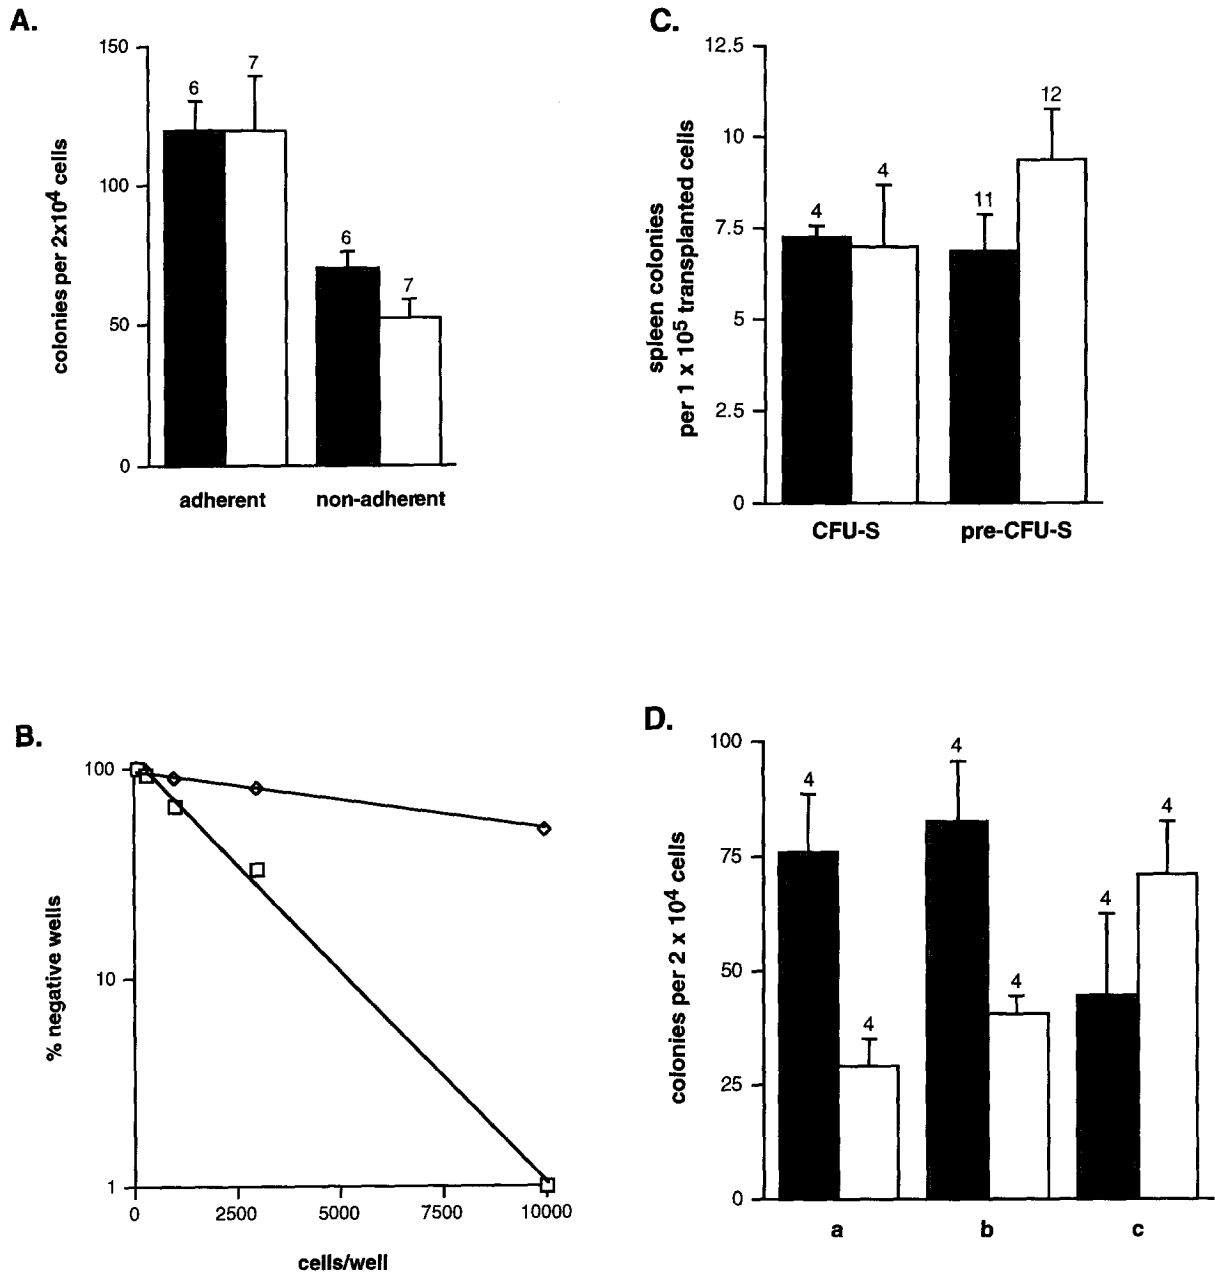 A.
150
100
50
0
colonies per 2x10⁴ cells
6
7
6
7
adherent
non-adherent
C.
12.5
10
7.5
5
2.5
0
spleen colonies
per 1 x 10⁵ transplanted cells
4
4
11
12
CFU-S
pre-CFU-S
B.
100
10
1
% negative wells
0
2500
5000
7500
10000
cells/well
D.
100
75
50
25
0
colonies per 2 x 10⁴ cells
4
4
4
4
4
4
a
b
c